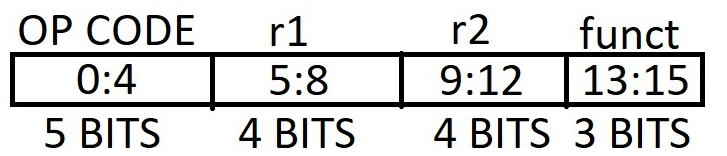 OP CODE r1 r2 funct
0:4 5:8 9:12 13:15
5 BITS 4 BITS 4 BITS 3 BITS